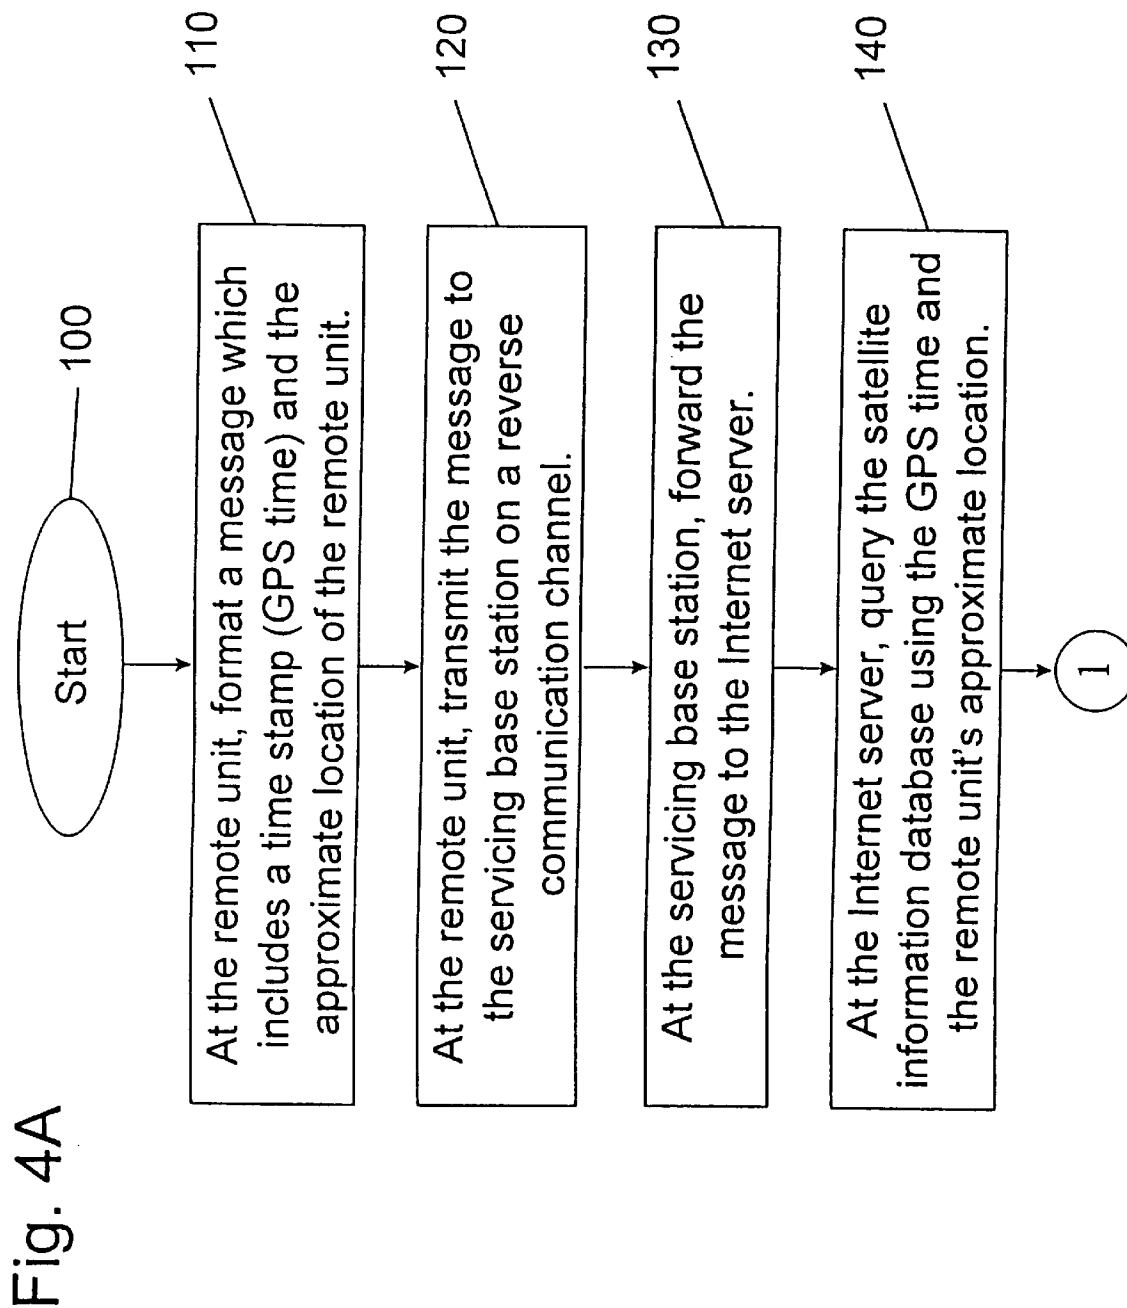 Fig. 4A
Start
100
At the remote unit, format a message which
includes a time stamp (GPS time) and the
approximate location of the remote unit.
110
At the remote unit, transmit the message to
the servicing base station on a reverse
communication channel.
120
At the servicing base station, forward the
message to the Internet server.
130
At the Internet server, query the satellite
information database using the GPS time and
the remote unit's approximate location.
140
1